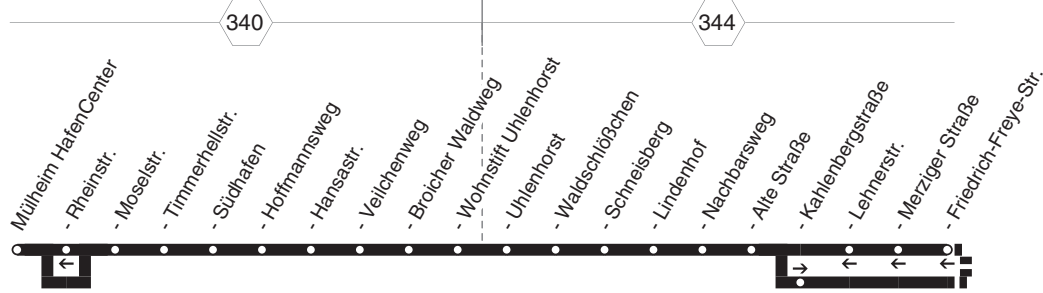 340
344
Mülheim HafenCenter
- Rheinstr.
- Moselstr.
- Timmerhellstr.
- Südhafen
- Hoffmannsweg
- Hansastr.
- Veilchenweg
- Broicher Waldweg
- Wohnstift Uhlenhorst
- Uhlenhorst
- Waldschlößchen
- Schneisberg
- Lindenhof
- Nachbarsweg
- Alte Straße
- Kahlenbergstraße
- Lehnerstr.
- Merziger Straße
- Friedrich-Freye-Str.